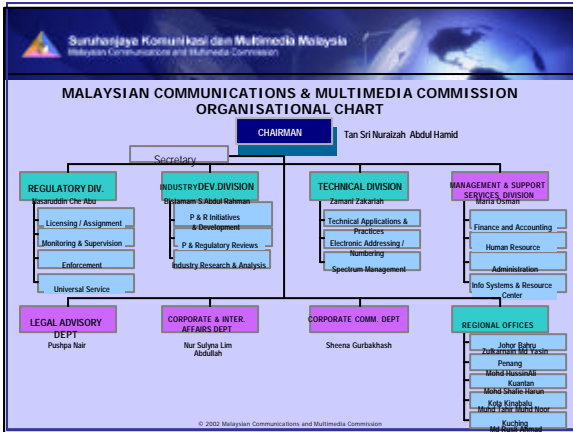 Suruhanjaya Komunikasi dan Multimedia Malaysia
Malaysian Communications and Multimedia Commission
MALAYSIAN COMMUNICATIONS & MULTIMEDIA COMMISSION
ORGANISATIONAL CHART
CHAIRMAN
Tan Sri Nuraizah Abdul Hamid
Secretary
REGULATORY DIV.
Nasaruddin Che Abu
Licensing / Assignment
Monitoring & Supervision
Enforcement
Universal Service
INDUSTRY DEV.DIVISION
Bistamam S.Abdul Rahman
P & R Initiatives
& Development
P & Regulatory Reviews
Industry Research & Analysis
TECHNICAL DIVISION
Zamani Zakariah
Technical Applications &
Practices
Electronic Addressing /
Numbering
Spectrum Management
MANAGEMENT & SUPPORT
SERVICES DIVISION
Maria Osman
Finance and Accounting
Human Resource
Administration
Info Systems & Resource
Center
LEGAL ADVISORY
DEPT
Pushpa Nair
CORPORATE & INTER.
AFFAIRS DEPT
Nur Sulyna Lim
Abdullah
CORPORATE COMM. DEPT
Sheena Gurbakhash
REGIONAL OFFICES
Johor Bahru
Zulkarnain Md Yasin
Penang
Mohd HussinAli
Kuantan
Mohd Shafie Harun
Kota Kinabalu
Muhd Tahir Muhd Noor
Kuching
Md Rusli Ahmad
© 2002 Malaysian Communications and Multimedia Commission